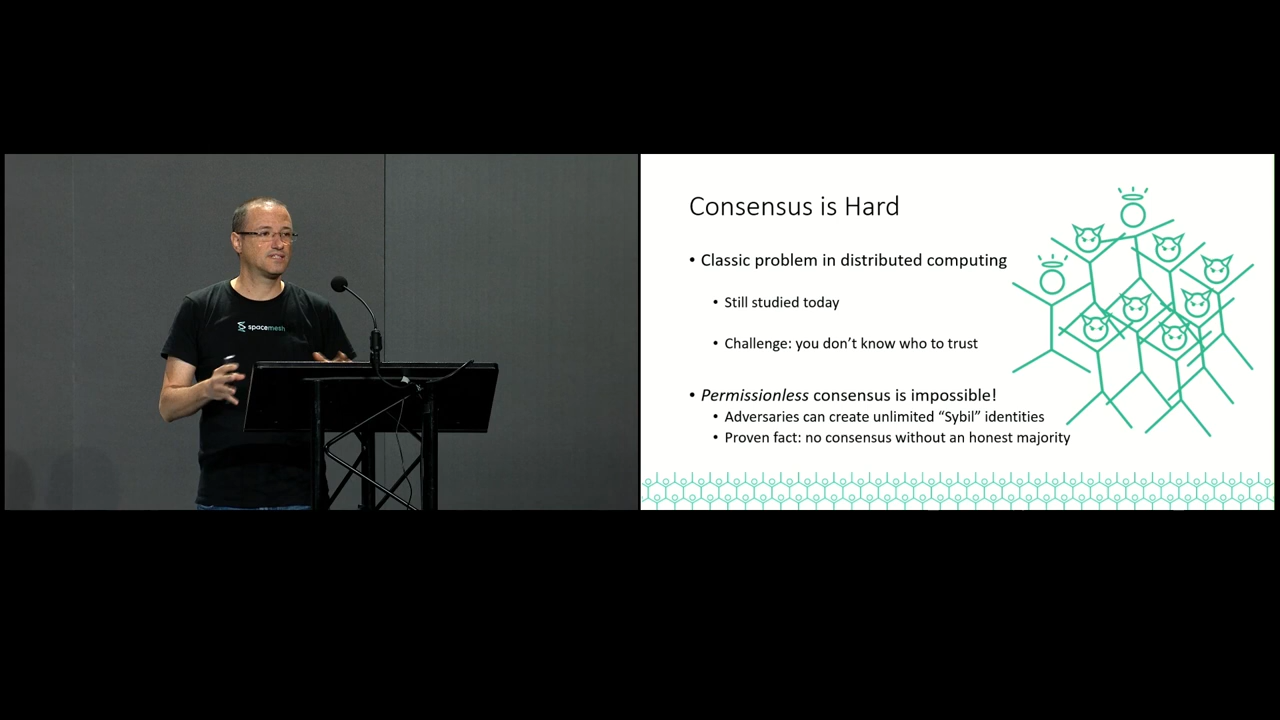 spacemesh
Consensus is Hard
• Classic problem in distributed computing
• Still studied today
• Challenge: you don’t know who to trust
• Permissionless consensus is impossible!
• Adversaries can create unlimited “Sybil” identities
• Proven fact: no consensus without an honest majority